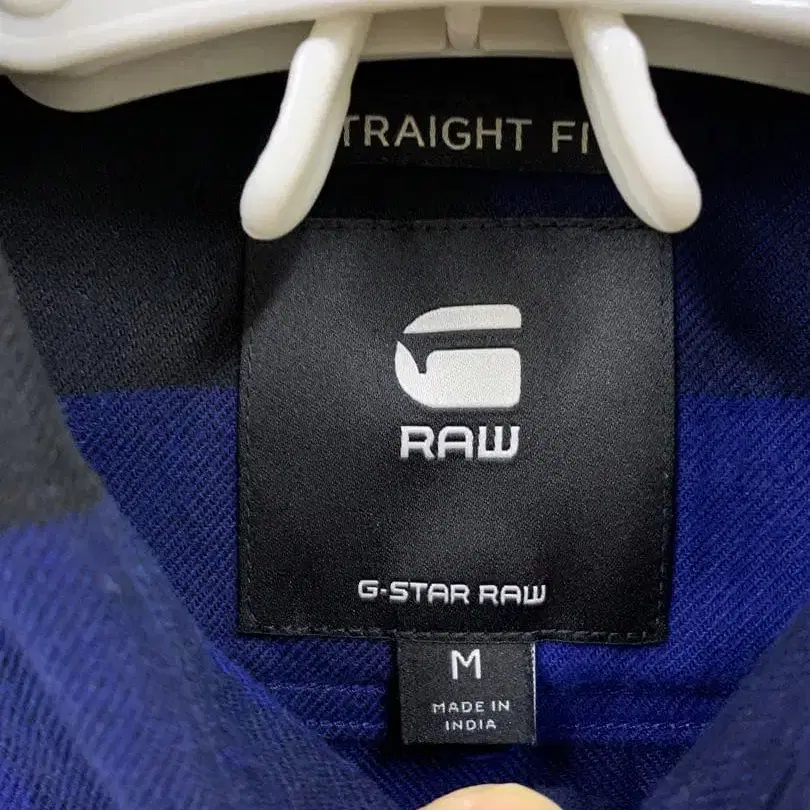 TRAIGHT FI
RAW
G-STAR RAW
M
MADE IN
INDIA